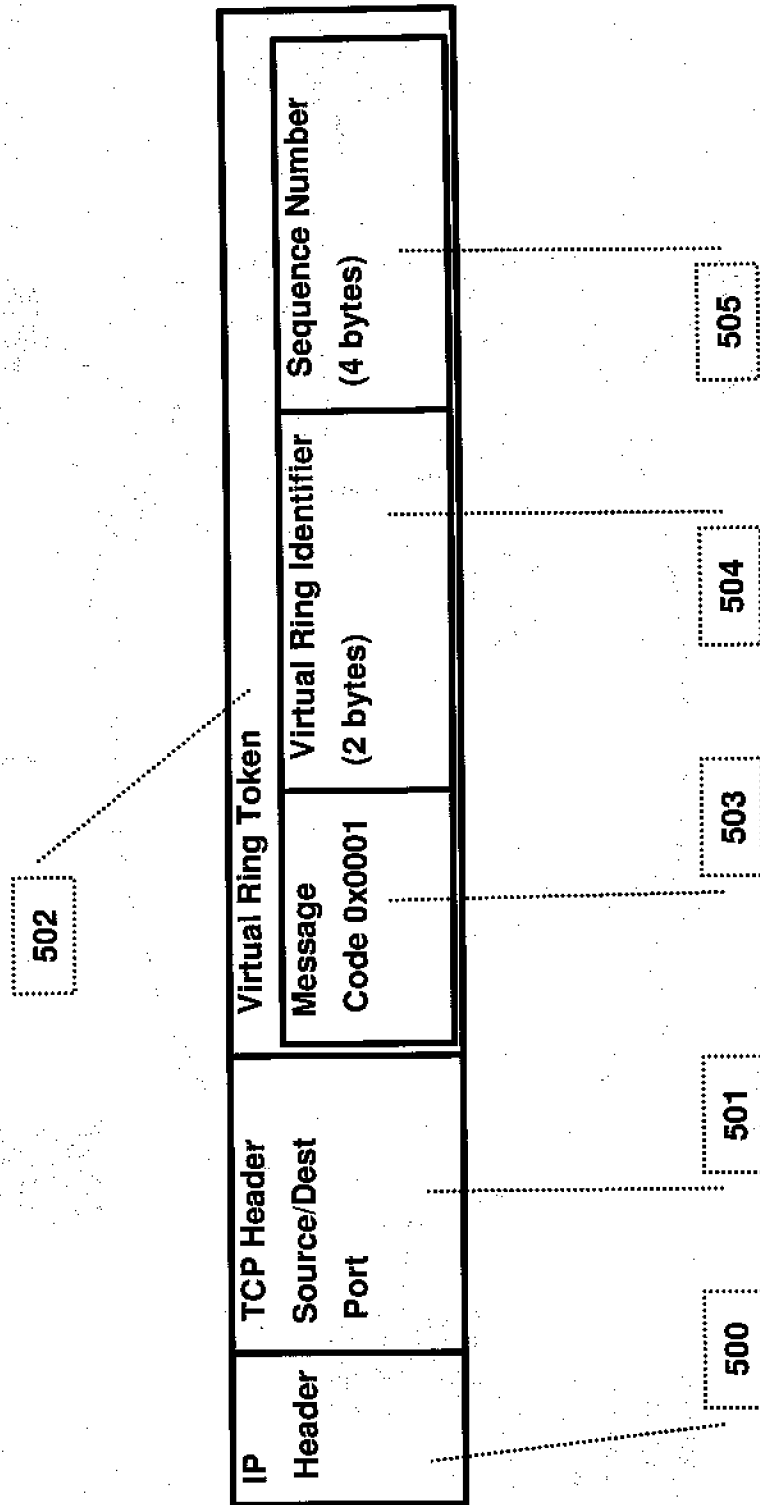 502
IP
Header
TCP Header
Source/Dest
Port
Virtual Ring Token
Message
Code 0x0001
Virtual Ring Identifier
(2 bytes)
Sequence Number
(4 bytes)
500
501
503
504
505